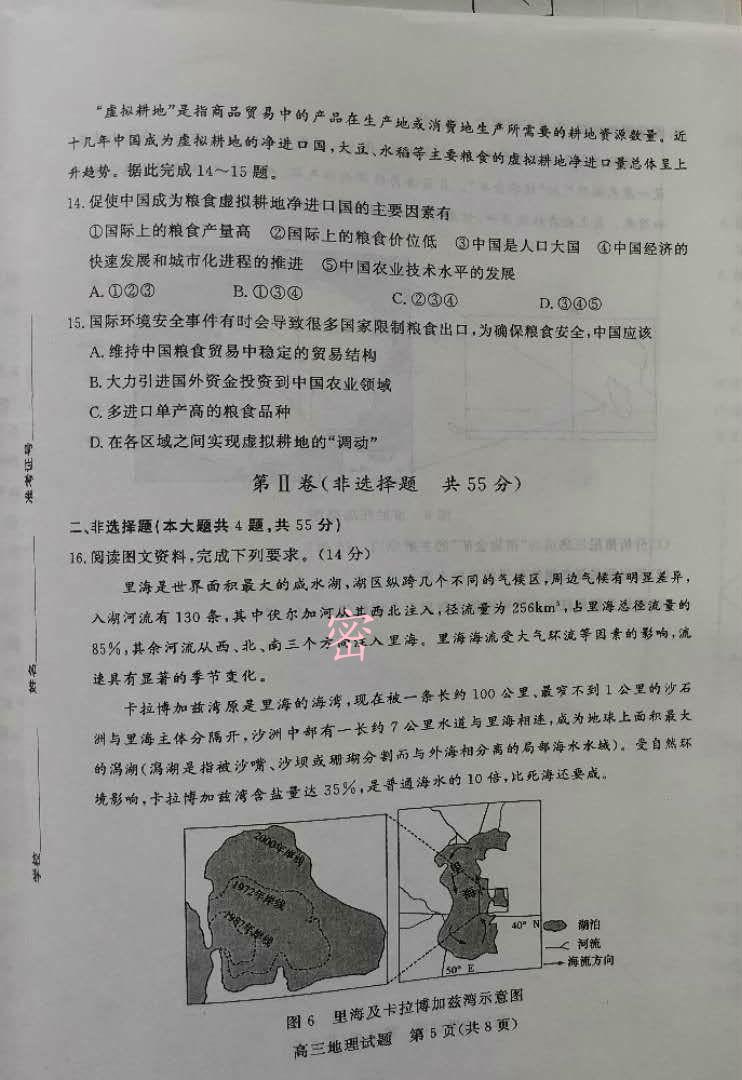 “虚拟耕地”是指商品贸易中的产品在生产地或消费地生产所需要的耕地资源数量。近
十几年中国成为虚拟耕地的净进口国,大豆、水稻等主要粮食的虚拟耕地净进口量总体呈上
升趋势。据此完成14～15题。
14.促使中国成为粮食虚拟耕地净进口国的主要因素有
①国际上的粮食产量高 ②国际上的粮食价位低 ③中国是人口大国 ④中国经济的
快速发展和城市化进程的推进 ⑤中国农业技术水平的发展
A.①②③ B.①③④ C.②③④ D.③④⑤
15.国际环境安全事件有时会导致很多国家限制粮食出口,为确保粮食安全,中国应该
A.维持中国粮食贸易中稳定的贸易结构
B.大力引进国外资金投资到中国农业领域
C.多进口单产高的粮食品种
D.在各区域之间实现虚拟耕地的“调动”
第Ⅱ卷(非选择题 共55分)
二、非选择题(本大题共4题,共55分)
16.阅读图文资料,完成下列要求。(14分)
里海是世界面积最大的咸水湖,湖区纵跨几个不同的气候区,周边气候有明显差异,
入湖河流有130条,其中伏尔加河从其西北注入,径流量为256km³,占里海总径流量的
85%,其余河流从西、北、南三个方向注入里海。里海海流受大气环流等因素的影响,流
速具有显著的季节变化。
卡拉博加兹湾原是里海的海湾,现在被一条长约100公里、最窄不到1公里的沙石
洲与里海主体分隔开,沙洲中部有一长约7公里水道与里海相连,成为地球上面积最大
的潟湖(潟湖是指被沙嘴、沙坝或珊瑚分割而与外海相分离的局部海水水域)。受自然环
境影响,卡拉博加兹湾含盐量达35%,是普通海水的10倍,比死海还要咸。
密
2000年岸线
1972年岸线
1987年岸线
里
海
40° N
50° E
湖泊
河流
海流方向
图6 里海及卡拉博加兹湾示意图
高三地理试题 第5页(共8页)
准考证号
姓名
学校